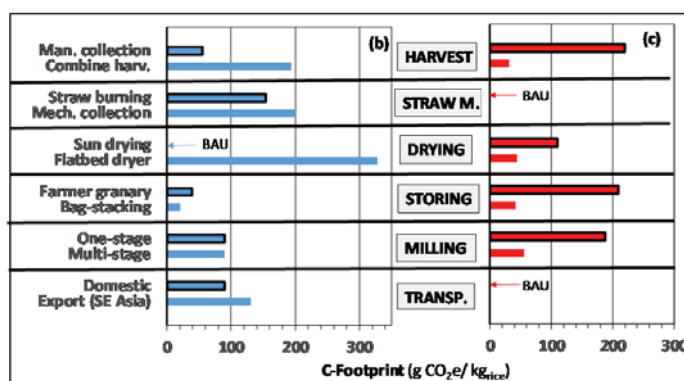 (b)
(c)
Man. collection
Combine harv.
HARVEST
Straw burning
Mech. collection
STRAW M.
BAU
Sun drying
Flatbed dryer
BAU
DRYING
Farmer granary
Bag-stacking
STORING
One-stage
Multi-stage
MILLING
Domestic
Export (SE Asia)
TRANSP.
BAU
0 100 200 300 0 100 200
C-Footprint (g CO2e/ kgrice)